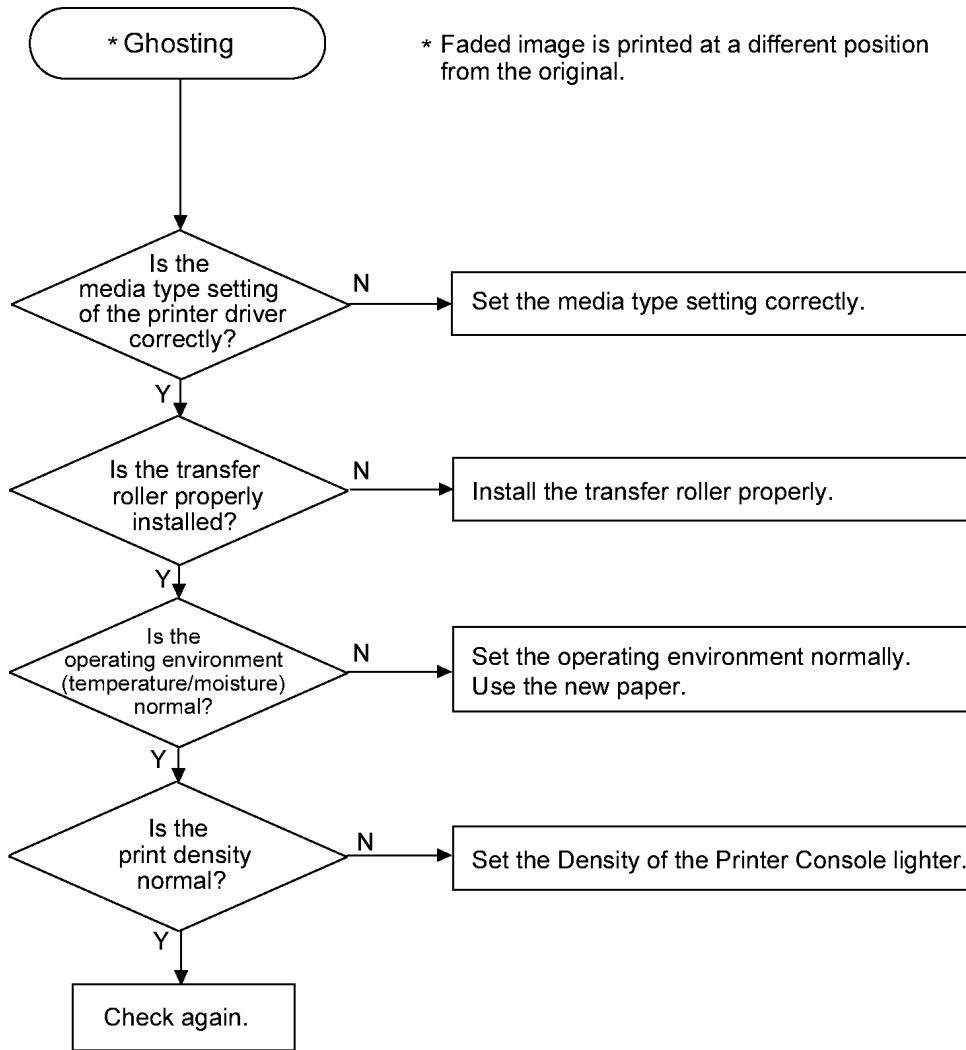 * Ghosting
* Faded image is printed at a different position
from the original.
Is the
media type setting
of the printer driver
correctly?
N
Set the media type setting correctly.
Y
Is the transfer
roller properly
installed?
N
Install the transfer roller properly.
Y
Is the
operating environment
(temperature/moisture)
normal?
N
Set the operating environment normally.
Use the new paper.
Y
Is the
print density
normal?
N
Set the Density of the Printer Console lighter.
Y
Check again.